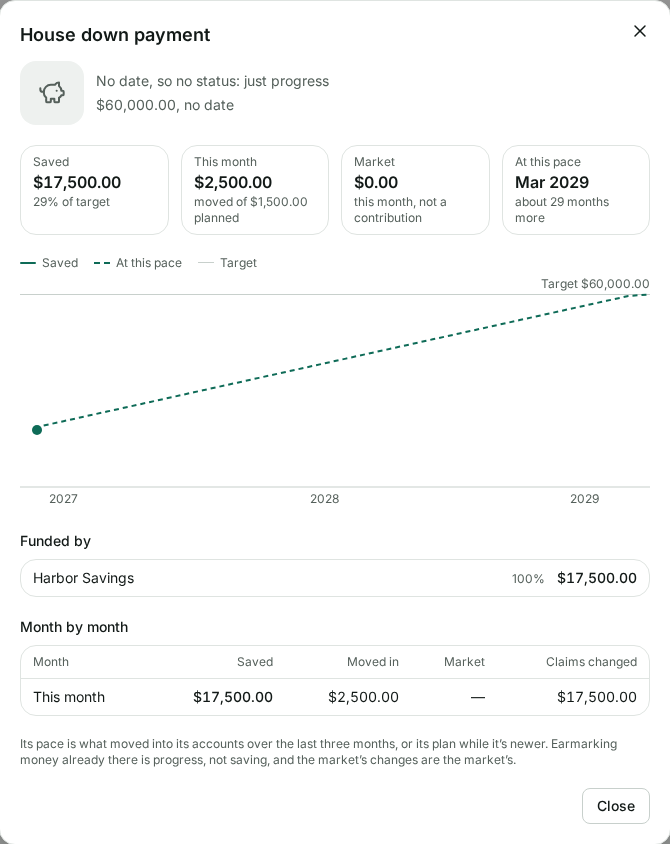 House down payment
No date, so no status: just progress
$60,000.00, no date
Saved
$17,500.00
29% of target
This month
$2,500.00
moved of $1,500.00
planned
Market
$0.00
this month, not a
contribution
At this pace
Mar 2029
about 29 months
more
Saved
At this pace
Target
Target $60,000.00
2027
2028
2029
Funded by
Harbor Savings 100% $17,500.00
Month by month
Month Saved Moved in Market Claims changed
This month $17,500.00 $2,500.00 — $17,500.00
Its pace is what moved into its accounts over the last three months, or its plan while it’s newer. Earmarking
money already there is progress, not saving, and the market’s changes are the market’s.
Close